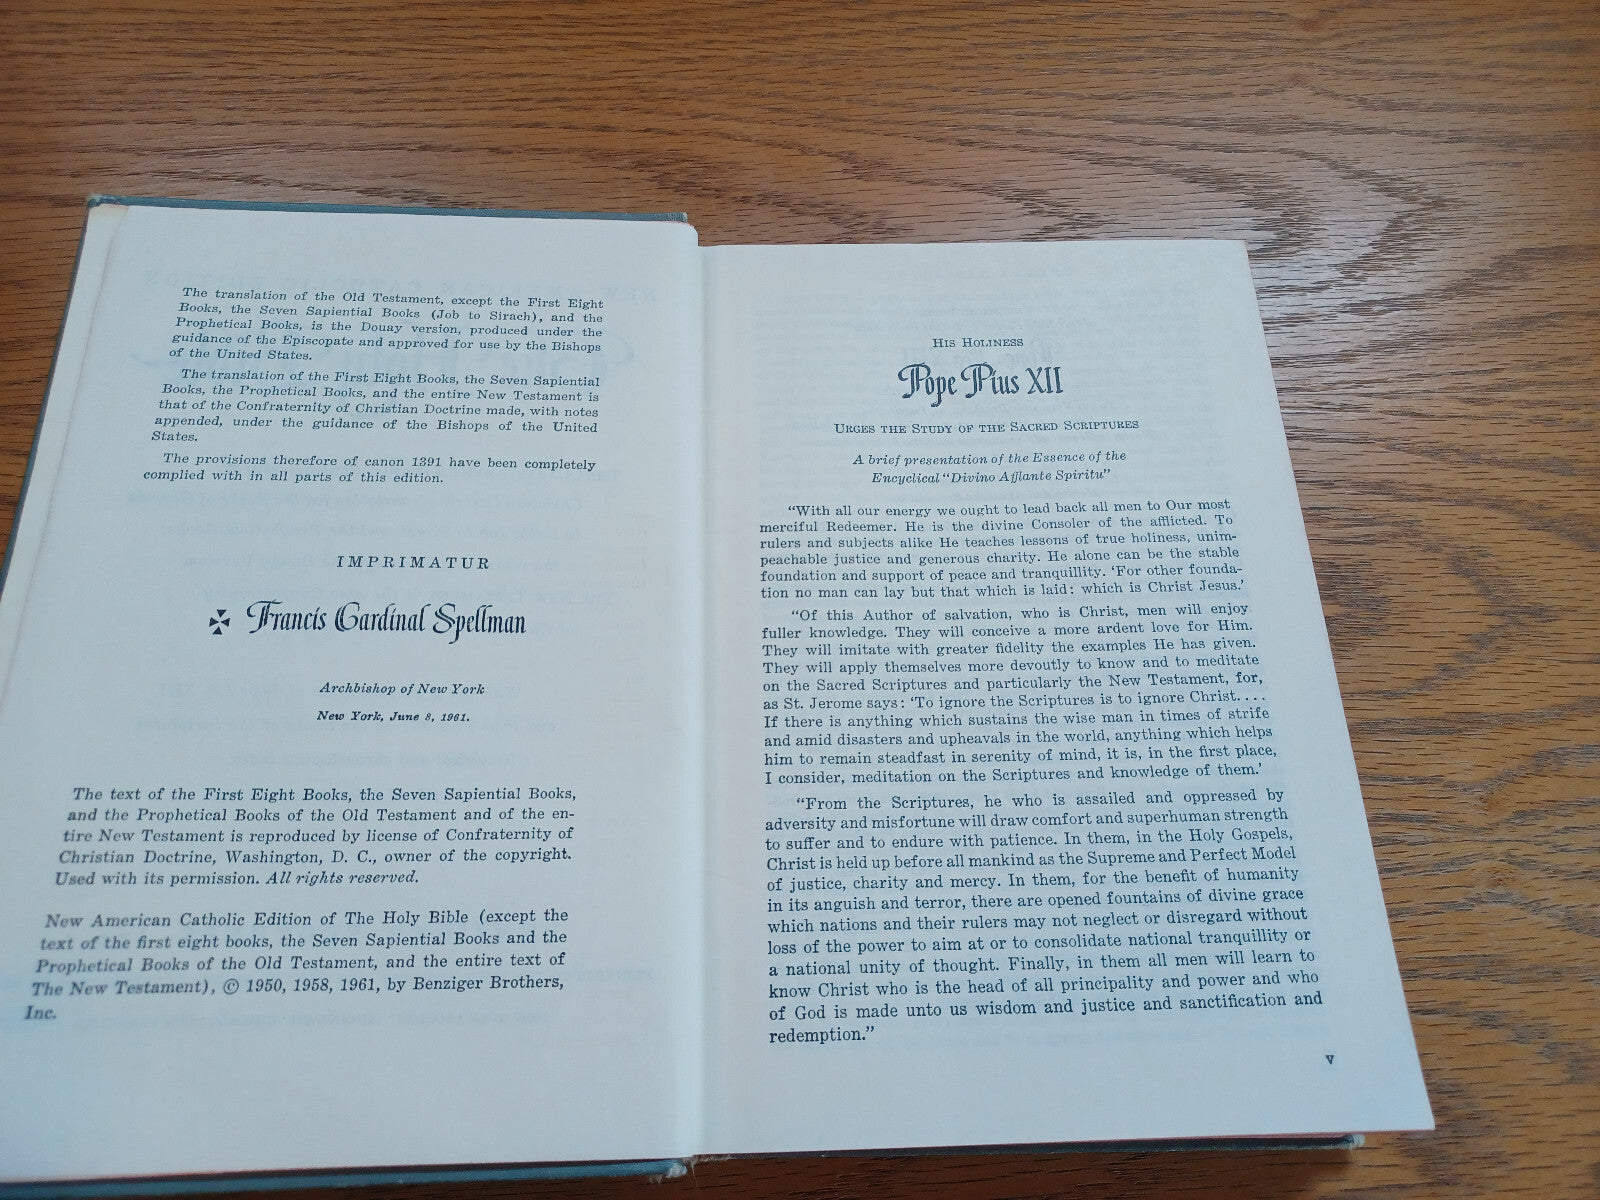 The translation of the Old Testament, except the First Eight
Books, the Seven Sapiential Books (Job to Sirach), and the
Prophetical Books, is the Douay version, produced under the
guidance of the Episcopate and approved for use by the Bishops
of the United States.
The translation of the First Eight Books, the Seven Sapiential
Books, the Prophetical Books, and the entire New Testament is
that of the Confraternity of Christian Doctrine made, with notes
appended, under the guidance of the Bishops of the United
States.
The provisions therefore of canon 1391 have been completely
complied with in all parts of this edition.
IMPRIMATUR
✠ Francis Cardinal Spellman
Archbishop of New York
New York, June 8, 1961.
The text of the First Eight Books, the Seven Sapiential Books,
and the Prophetical Books of the Old Testament and of the en-
tire New Testament is reproduced by license of Confraternity of
Christian Doctrine, Washington, D. C., owner of the copyright.
Used with its permission. All rights reserved.
New American Catholic Edition of The Holy Bible (except the
text of the first eight books, the Seven Sapiential Books and the
Prophetical Books of the Old Testament, and the entire text of
The New Testament), © 1950, 1958, 1961, by Benziger Brothers,
Inc.
His Holiness
Pope Pius XII
Urges the Study of the Sacred Scriptures
A brief presentation of the Essence of the
Encyclical "Divino Afflante Spiritu"
"With all our energy we ought to lead back all men to Our most
merciful Redeemer. He is the divine Consoler of the afflicted. To
rulers and subjects alike He teaches lessons of true holiness, unim-
peachable justice and generous charity. He alone can be the stable
foundation and support of peace and tranquillity. 'For other founda-
tion no man can lay but that which is laid: which is Christ Jesus.'
"Of this Author of salvation, who is Christ, men will enjoy
fuller knowledge. They will conceive a more ardent love for Him.
They will imitate with greater fidelity the examples He has given.
They will apply themselves more devoutly to know and to meditate
on the Sacred Scriptures and particularly the New Testament, for,
as St. Jerome says: 'To ignore the Scriptures is to ignore Christ....
If there is anything which sustains the wise man in times of strife
and amid disasters and upheavals in the world, anything which helps
him to remain steadfast in serenity of mind, it is, in the first place,
I consider, meditation on the Scriptures and knowledge of them.'
"From the Scriptures, he who is assailed and oppressed by
adversity and misfortune will draw comfort and superhuman strength
to suffer and to endure with patience. In them, in the Holy Gospels,
Christ is held up before all mankind as the Supreme and Perfect Model
of justice, charity and mercy. In them, for the benefit of humanity
in its anguish and terror, there are opened fountains of divine grace
which nations and their rulers may not neglect or disregard without
loss of the power to aim at or to consolidate national tranquillity or
a national unity of thought. Finally, in them all men will learn to
know Christ who is the head of all principality and power and who
of God is made unto us wisdom and justice and sanctification and
redemption."
v